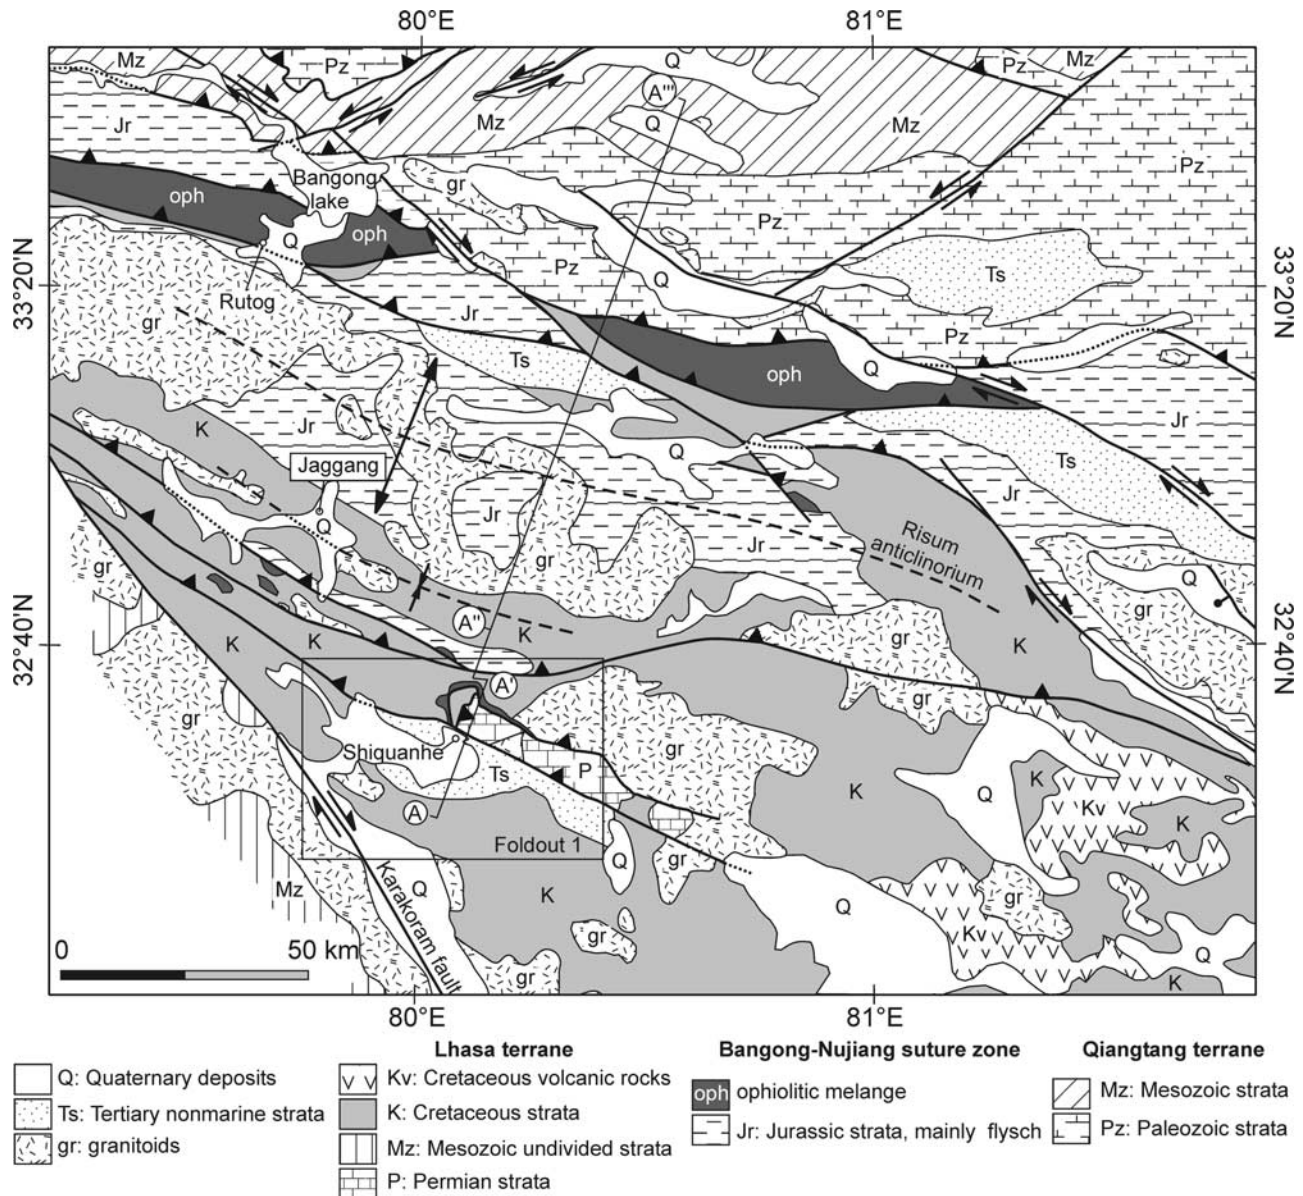 80°E 81°E
Mz Pz Q Pz Mz
A'''
Jr Mz Q Mz
Bangong
lake
gr Pz
oph
Q oph
Pz
33°20'N Rutog Pz Q Ts 33°20'N
gr Jr
Ts Pz
oph Q
K Jr Q Jr
Jaggang Ts
Q Jr Jr
Risum
anticlinorium
gr Jr Q
gr
32°40'N A'' K 32°40'N
K K gr K
gr A' gr
Shiquanhe gr
Ts P
K Q K
A Kv K
Foldout 1
Q gr
Mz Q K Q gr
Karakoram fault
gr Kv Q
0 50 km
gr K
80°E 81°E
Lhasa terrane
Bangong-Nujiang suture zone
Qiangtang terrane
Q: Quaternary deposits
Ts: Tertiary nonmarine strata
gr: granitoids
Kv: Cretaceous volcanic rocks
K: Cretaceous strata
Mz: Mesozoic undivided strata
P: Permian strata
oph ophiolitic melange
Jr: Jurassic strata, mainly flysch
Mz: Mesozoic strata
Pz: Paleozoic strata